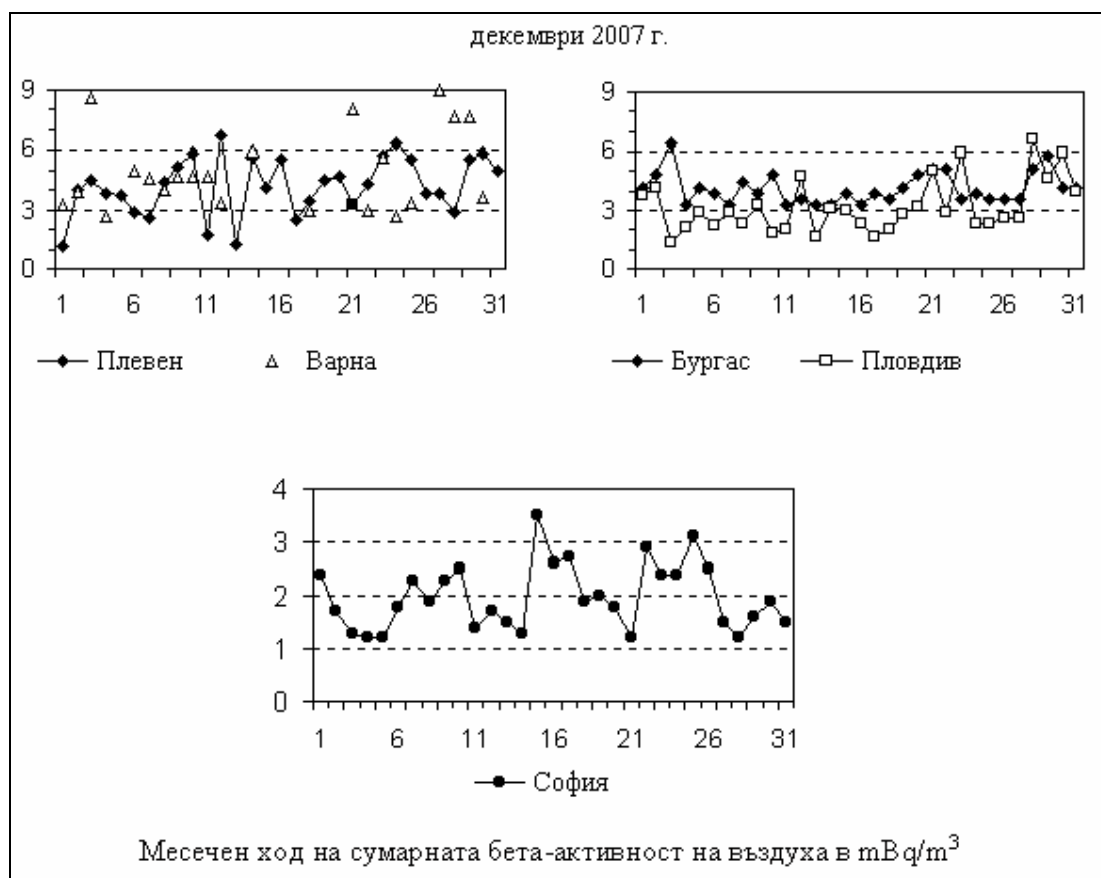 декември 2007 г.
9
6
3
0
1 6 11 16 21 26 31
Плевен Варна
9
6
3
0
1 6 11 16 21 26 31
Бургас Пловдив
4
3
2
1
0
1 6 11 16 21 26 31
София
Месечен ход на сумарната бета-активност на въздуха в mBq/m³